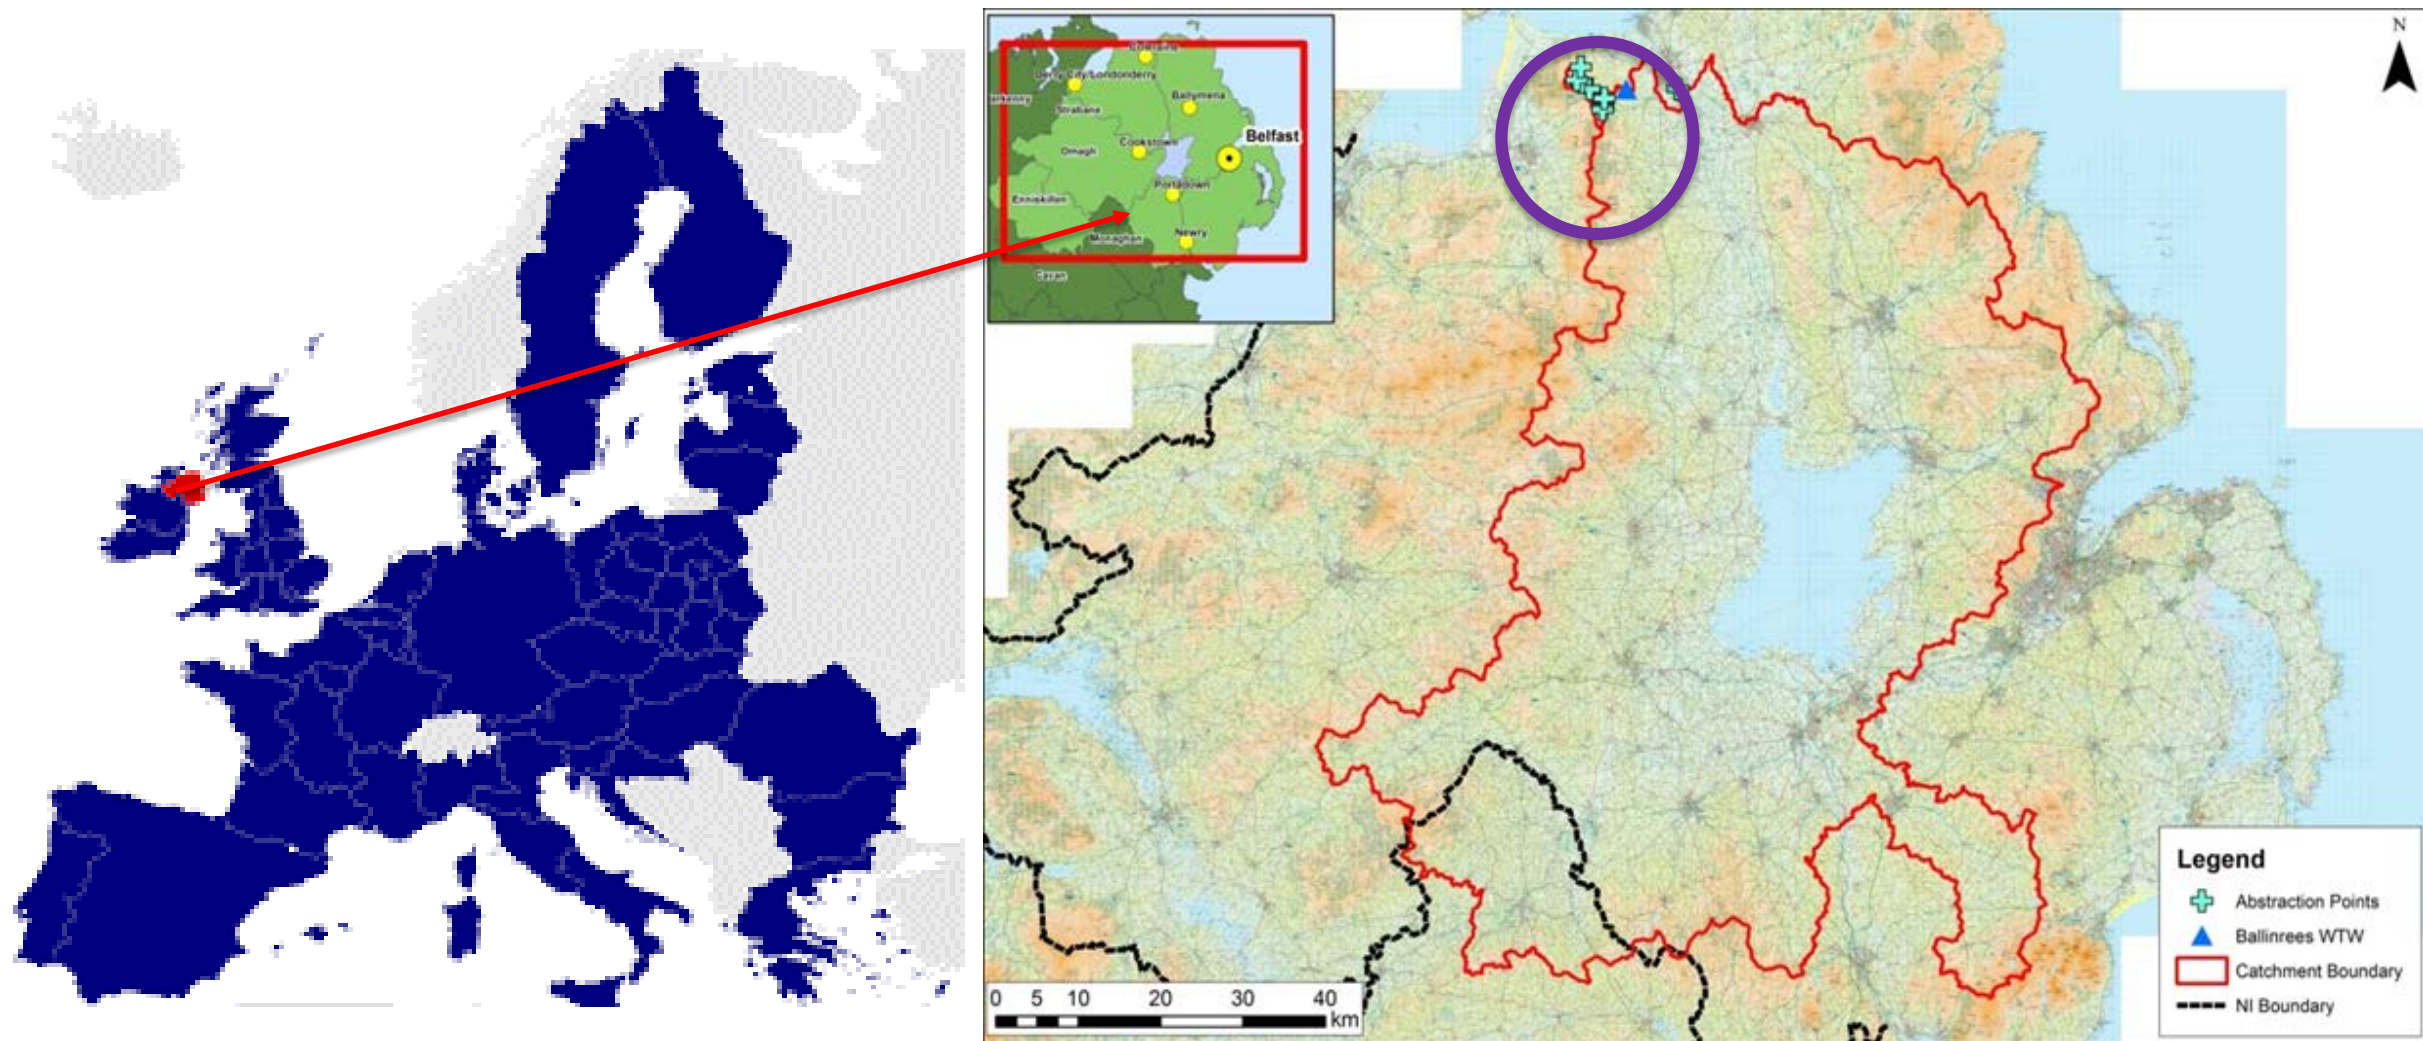 Coleraine
Derry City/Londonderry
Strabane
Ballymena
Belfast
Cookstown
Omagh
Portadown
Enniskillen
Monaghan
Newry
Cavan
N
Legend
Abstraction Points
Ballinrees WTW
Catchment Boundary
NI Boundary
0 5 10 20 30 40
km